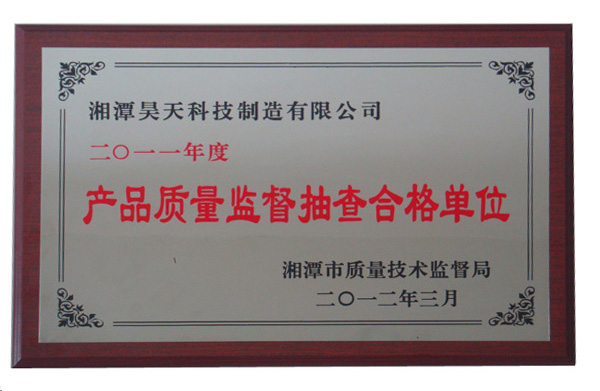 湘潭昊天科技制造有限公司
二〇一一年度
产品质量监督抽查合格单位
湘潭市质量技术监督局
二〇一二年三月